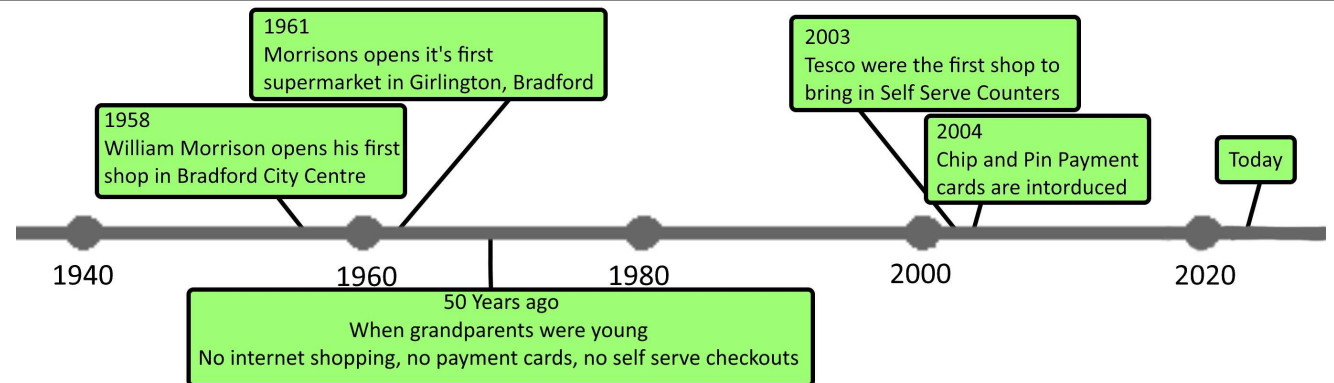 1961
Morrisons opens it's first
supermarket in Girlington, Bradford
2003
Tesco were the first shop to
bring in Self Serve Counters
1958
William Morrison opens his first
shop in Bradford City Centre
2004
Chip and Pin Payment
cards are intorduced
Today
1940
1960
1980
2000
2020
50 Years ago
When grandparents were young
No internet shopping, no payment cards, no self serve checkouts